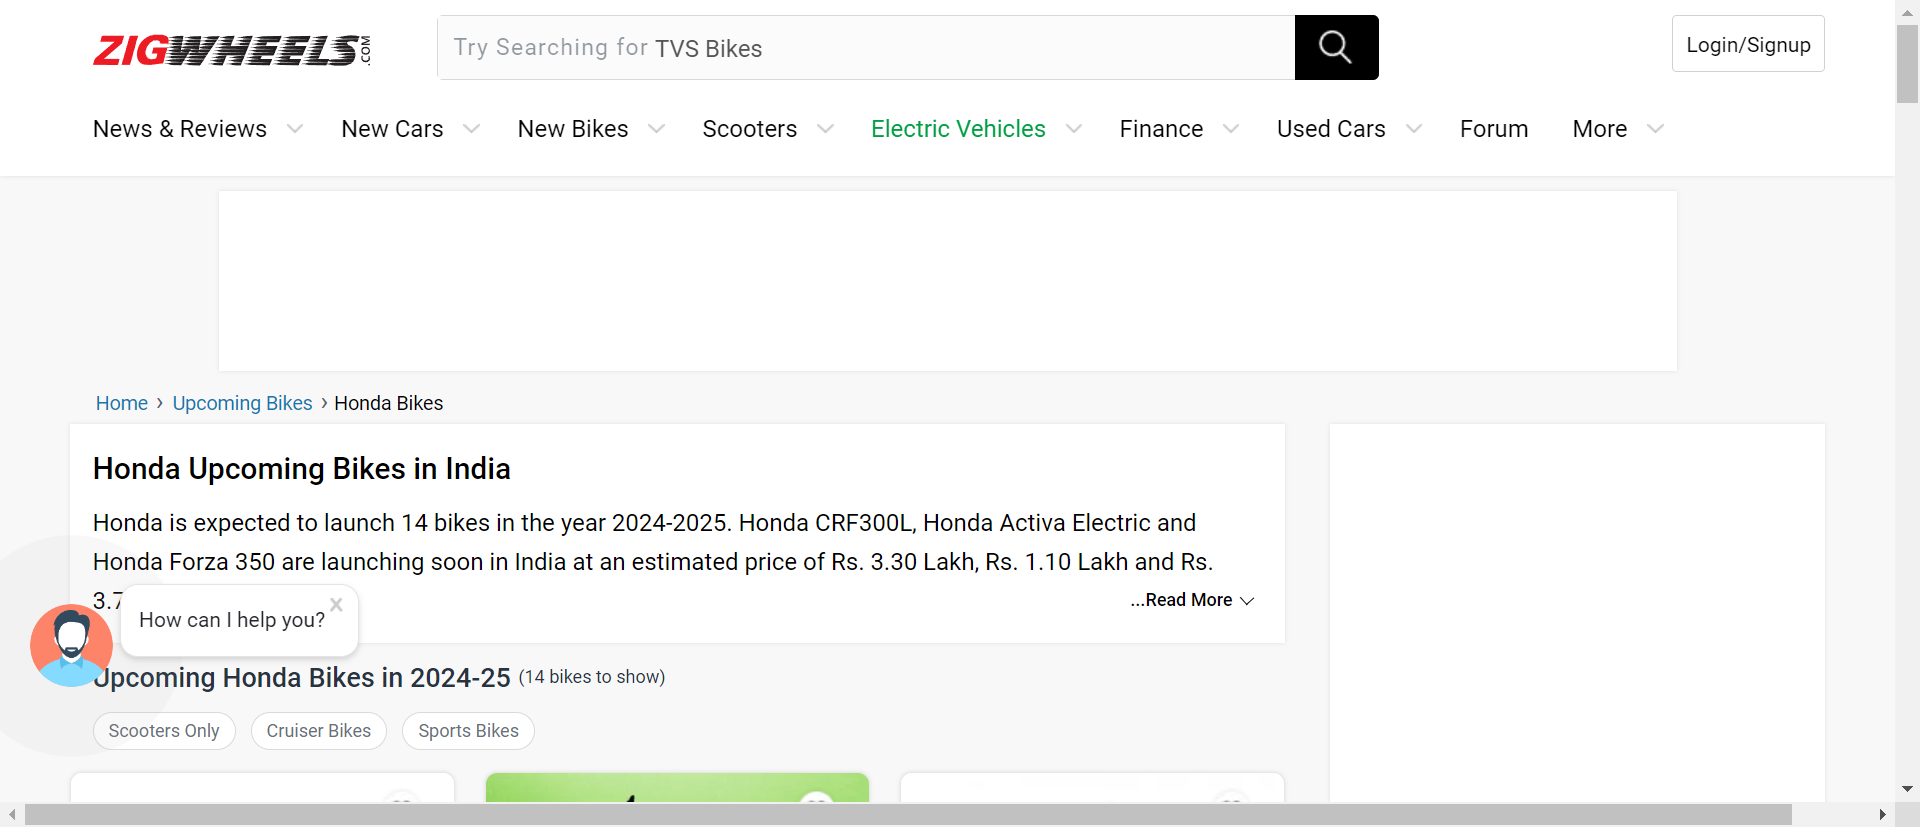 ZIGWHEELS.COM
Try Searching for TVS Bikes
Login/Signup
News & Reviews New Cars New Bikes Scooters Electric Vehicles Finance Used Cars Forum More
Home › Upcoming Bikes › Honda Bikes
Honda Upcoming Bikes in India
Honda is expected to launch 14 bikes in the year 2024-2025. Honda CRF300L, Honda Activa Electric and
Honda Forza 350 are launching soon in India at an estimated price of Rs. 3.30 Lakh, Rs. 1.10 Lakh and Rs.
3.7
...Read More
How can I help you?
Upcoming Honda Bikes in 2024-25 (14 bikes to show)
Scooters Only Cruiser Bikes Sports Bikes